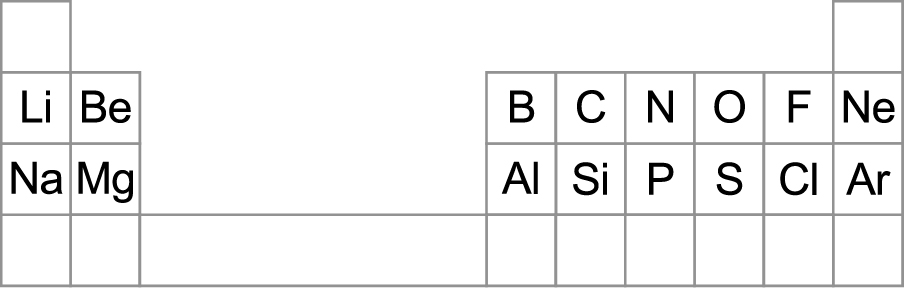 Li Be B C N O F Ne
Na Mg Al Si P S Cl Ar